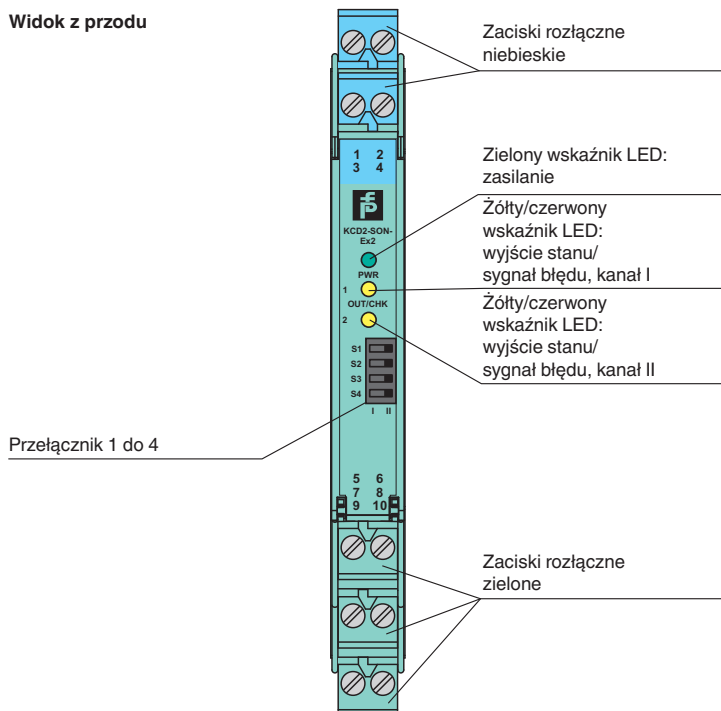 Widok z przodu
Zaciski rozłączne
niebieskie
1 2
3 4
Zielony wskaźnik LED:
zasilanie
KCD2-SON-
Ex2
Żółty/czerwony
wskaźnik LED:
wyjście stanu/
sygnał błędu, kanał I
PWR
1
OUT/CHK
2
Żółty/czerwony
wskaźnik LED:
wyjście stanu/
sygnał błędu, kanał II
S1
S2
S3
S4
I II
Przełącznik 1 do 4
5 6
7 8
9 10
Zaciski rozłączne
zielone